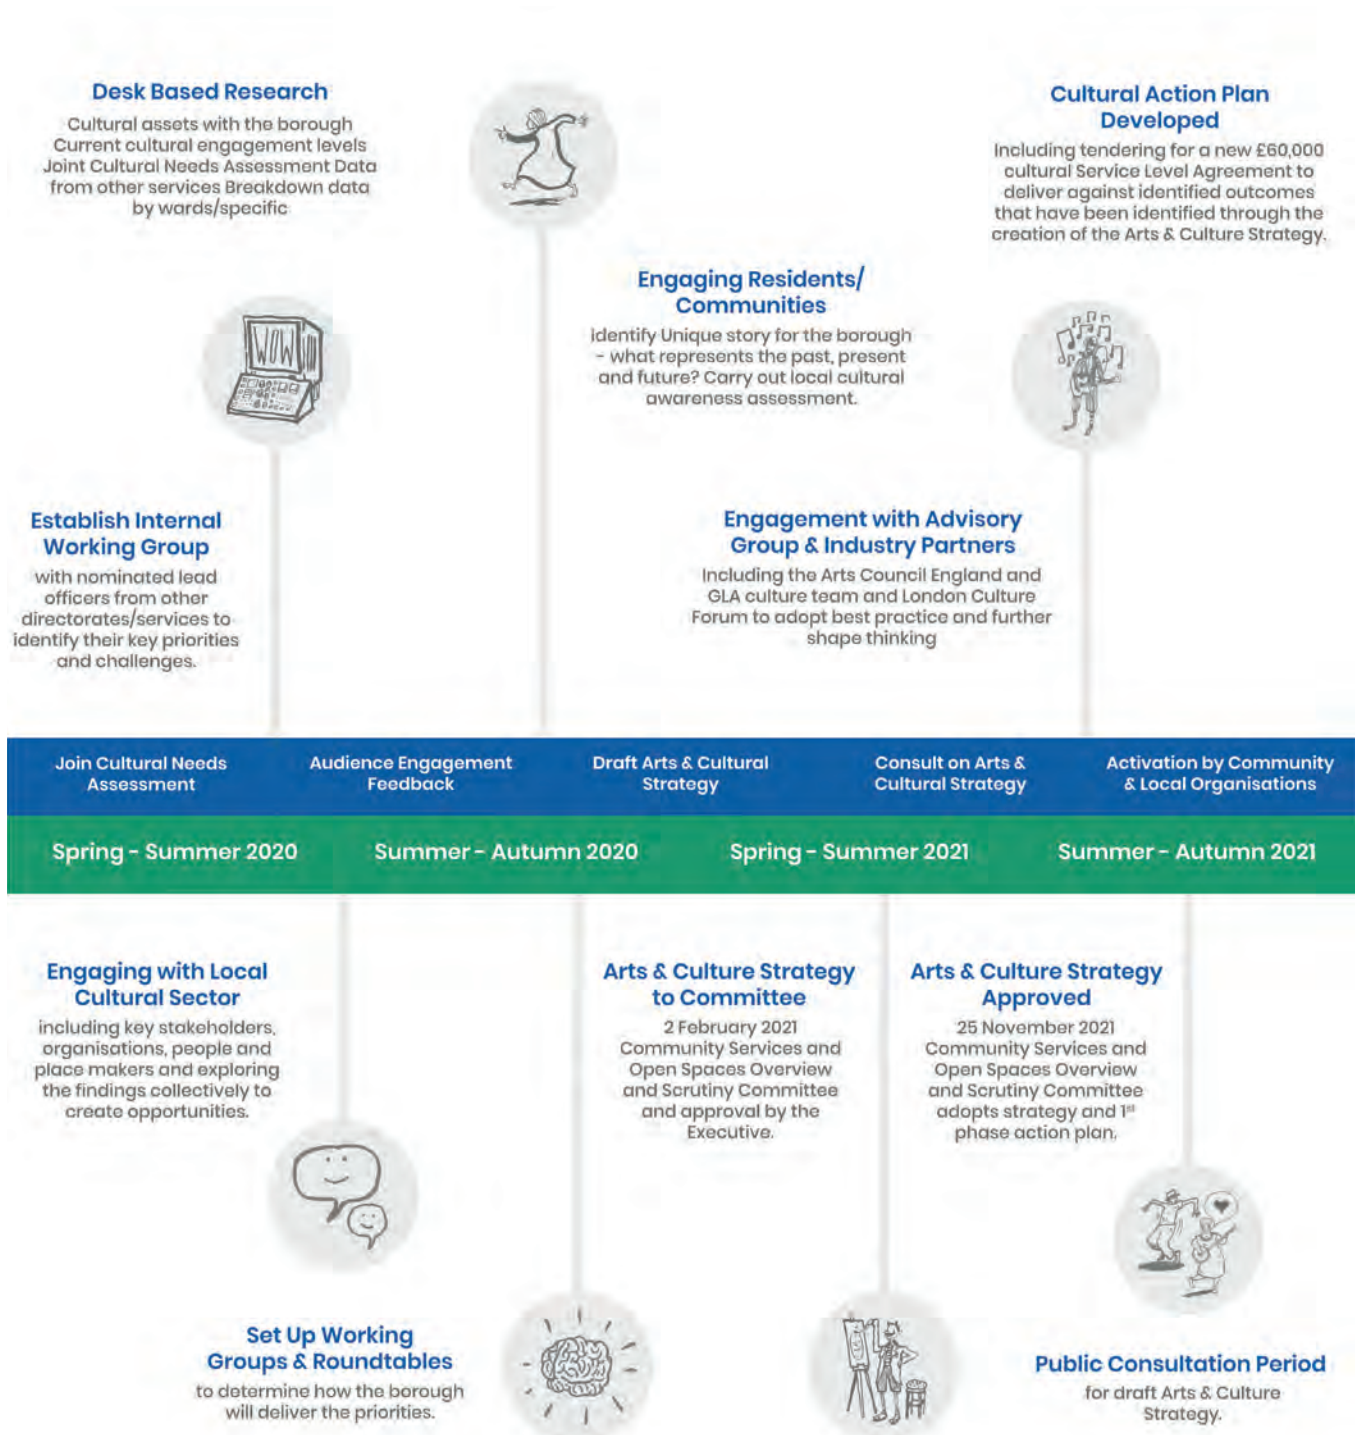 Desk Based Research
Cultural assets with the borough
Current cultural engagement levels
Joint Cultural Needs Assessment Data
from other services Breakdown data
by wards/specific
Cultural Action Plan
Developed
Including tendering for a new £60,000
cultural Service Level Agreement to
deliver against identified outcomes
that have been identified through the
creation of the Arts & Culture Strategy.
Engaging Residents/
Communities
Identify Unique story for the borough
- what represents the past, present
and future? Carry out local cultural
awareness assessment.
WOW
Establish Internal
Working Group
with nominated lead
officers from other
directorates/services to
identify their key priorities
and challenges.
Engagement with Advisory
Group & Industry Partners
Including the Arts Council England and
GLA culture team and London Culture
Forum to adopt best practice and further
shape thinking
Join Cultural Needs
Assessment
Audience Engagement
Feedback
Draft Arts & Cultural
Strategy
Consult on Arts &
Cultural Strategy
Activation by Community
& Local Organisations
Spring - Summer 2020
Summer - Autumn 2020
Spring - Summer 2021
Summer - Autumn 2021
Engaging with Local
Cultural Sector
including key stakeholders,
organisations, people and
place makers and exploring
the findings collectively to
create opportunities.
Arts & Culture Strategy
to Committee
2 February 2021
Community Services and
Open Spaces Overview
and Scrutiny Committee
and approval by the
Executive.
Arts & Culture Strategy
Approved
25 November 2021
Community Services and
Open Spaces Overview
and Scrutiny Committee
adopts strategy and 1st
phase action plan.
Set Up Working
Groups & Roundtables
to determine how the borough
will deliver the priorities.
Public Consultation Period
for draft Arts & Culture
Strategy.